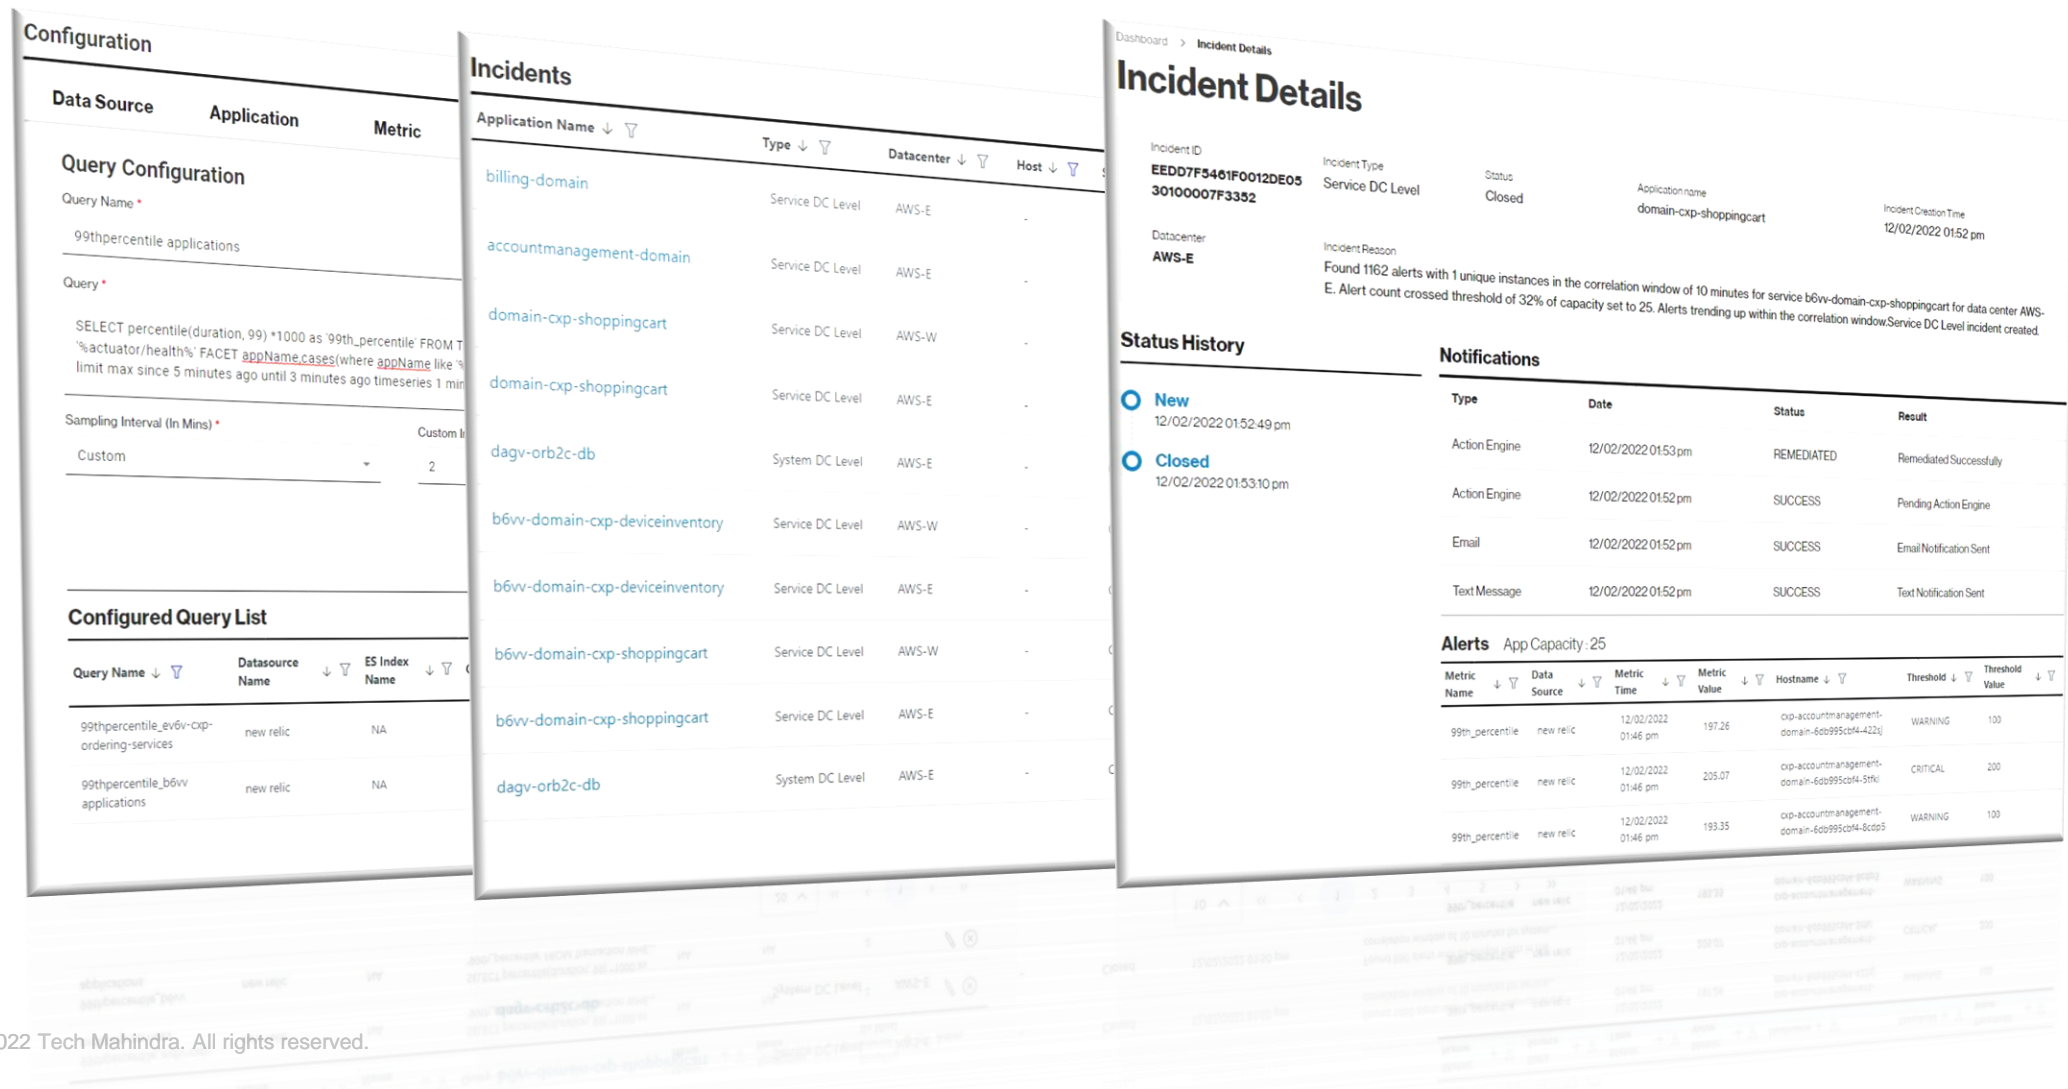 Configuration
Data Source
Application
Metric
Query Configuration
Query Name *
99thpercentile applications
Query *
SELECT percentile(duration, 99) *1000 as '99th_percentile' FROM T
'%actuator/health%' FACET appName,cases(where appName like '%
limit max since 5 minutes ago until 3 minutes ago timeseries 1 min
Sampling Interval (In Mins) *
Custom In
Custom
2
Configured Query List
Query Name
Datasource Name
ES Index Name
99thpercentile_ev6v-cxp-ordering-services
new relic
NA
99thpercentile_b6vv applications
new relic
NA
Incidents
Application Name
Type
Datacenter
Host
billing-domain
Service DC Level
AWS-E
-
accountmanagement-domain
Service DC Level
AWS-E
-
domain-cxp-shoppingcart
Service DC Level
AWS-W
-
domain-cxp-shoppingcart
Service DC Level
AWS-E
-
dagv-orb2c-db
System DC Level
AWS-E
-
b6vv-domain-cxp-deviceinventory
Service DC Level
AWS-W
-
b6vv-domain-cxp-deviceinventory
Service DC Level
AWS-E
-
b6vv-domain-cxp-shoppingcart
Service DC Level
AWS-W
-
b6vv-domain-cxp-shoppingcart
Service DC Level
AWS-E
-
dagv-orb2c-db
System DC Level
AWS-E
-
Dashboard > Incident Details
Incident Details
Incident ID
EEDD7F5461F0012DE05
30100007F3352
Incident Type
Service DC Level
Status
Closed
Application name
domain-cxp-shoppingcart
Incident Creation Time
12/02/2022 01:52 pm
Datacenter
AWS-E
Incident Reason
Found 1162 alerts with 1 unique instances in the correlation window of 10 minutes for service b6vv-domain-cxp-shoppingcart for data center AWS-
E. Alert count crossed threshold of 32% of capacity set to 25. Alerts trending up within the correlation window.Service DC Level incident created.
Status History
New
12/02/2022 01:52:49 pm
Closed
12/02/2022 01:53:10 pm
Notifications
Type
Date
Status
Result
Action Engine
12/02/2022 01:53 pm
REMEDIATED
Remediated Successfully
Action Engine
12/02/2022 01:52 pm
SUCCESS
Pending Action Engine
Email
12/02/2022 01:52 pm
SUCCESS
Email Notification Sent
Text Message
12/02/2022 01:52 pm
SUCCESS
Text Notification Sent
Alerts App Capacity : 25
Metric Name
Data Source
Metric Time
Metric Value
Hostname
Threshold
Threshold Value
99th_percentile
new relic
12/02/2022 01:46 pm
197.26
cxp-accountmanagement-domain-6db995cbf4-422sj
WARNING
100
99th_percentile
new relic
12/02/2022 01:46 pm
205.07
cxp-accountmanagement-domain-6db995cbf4-5tfkl
CRITICAL
200
99th_percentile
new relic
12/02/2022 01:46 pm
193.35
cxp-accountmanagement-domain-6db995cbf4-8cdp5
WARNING
100
022 Tech Mahindra. All rights reserved.